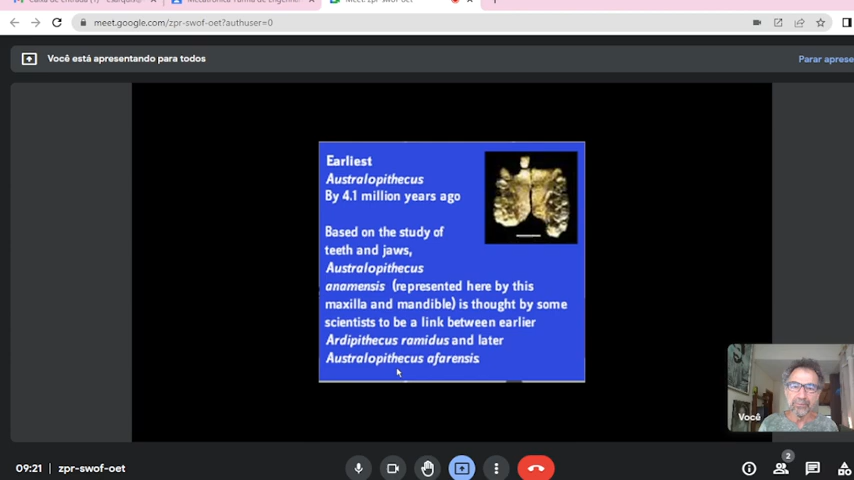 meet.google.com/zpr-swof-oet?authuser=0
Você está apresentando para todos
Parar aprese
Earliest
Australopithecus
By 4.1 million years ago
Based on the study of
teeth and jaws,
Australopithecus
anamensis (represented here by this
maxilla and mandible) is thought by some
scientists to be a link between earlier
Ardipithecus ramidus and later
Australopithecus afarensis.
Você
09:21 zpr-swof-oet
2